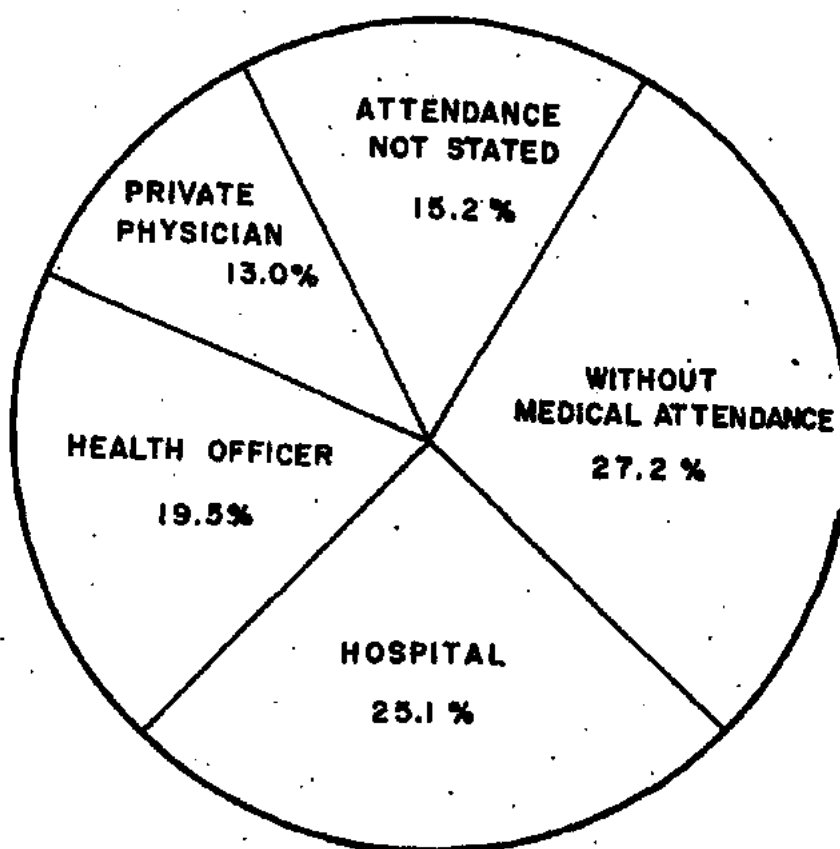 ATTENDANCE
NOT STATED
15.2 %
PRIVATE
PHYSICIAN
13.0%
WITHOUT
MEDICAL ATTENDANCE
27.2 %
HEALTH OFFICER
19.5%
HOSPITAL
25.1 %